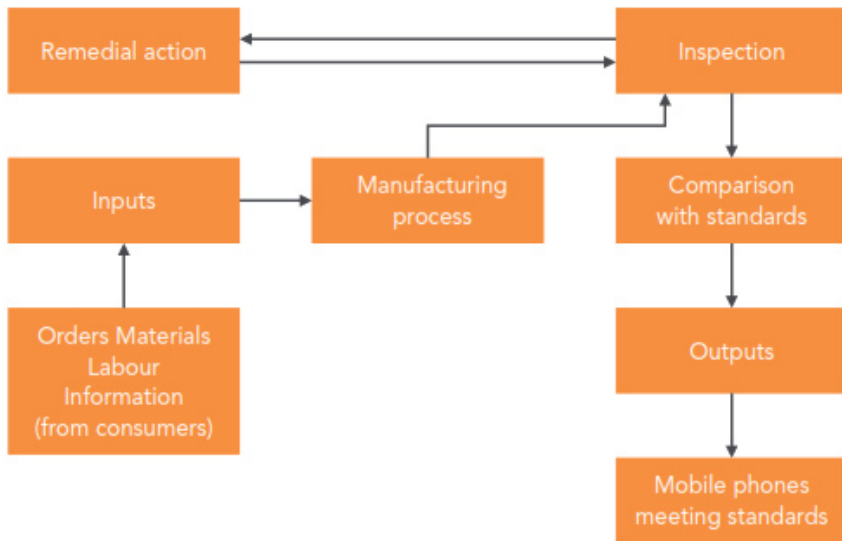 Remedial action
Inspection
Inputs
Manufacturing
process
Comparison
with standards
Orders Materials
Labour
Information
(from consumers)
Outputs
Mobile phones
meeting standards